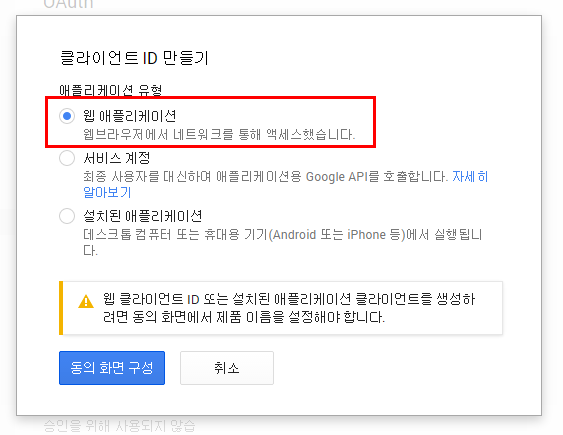 OAuth
클라이언트 ID 만들기
애플리케이션 유형
웹 애플리케이션
웹브라우저에서 네트워크를 통해 액세스했습니다.
서비스 계정
최종 사용자를 대신하며 애플리케이션용 Google API를 호출합니다. 자세히
알아보기
설치된 애플리케이션
데스크톱 컴퓨터 또는 휴대용 기기(Android 또는 iPhone 등)에서 실행됩니
다.
웹 클라이언트 ID 또는 설치된 애플리케이션 클라이언트를 생성하
려면 동의 화면에서 제품 이름을 설정해야 합니다.
동의 화면 구성
취소
승인을 위해 사용되지 않습